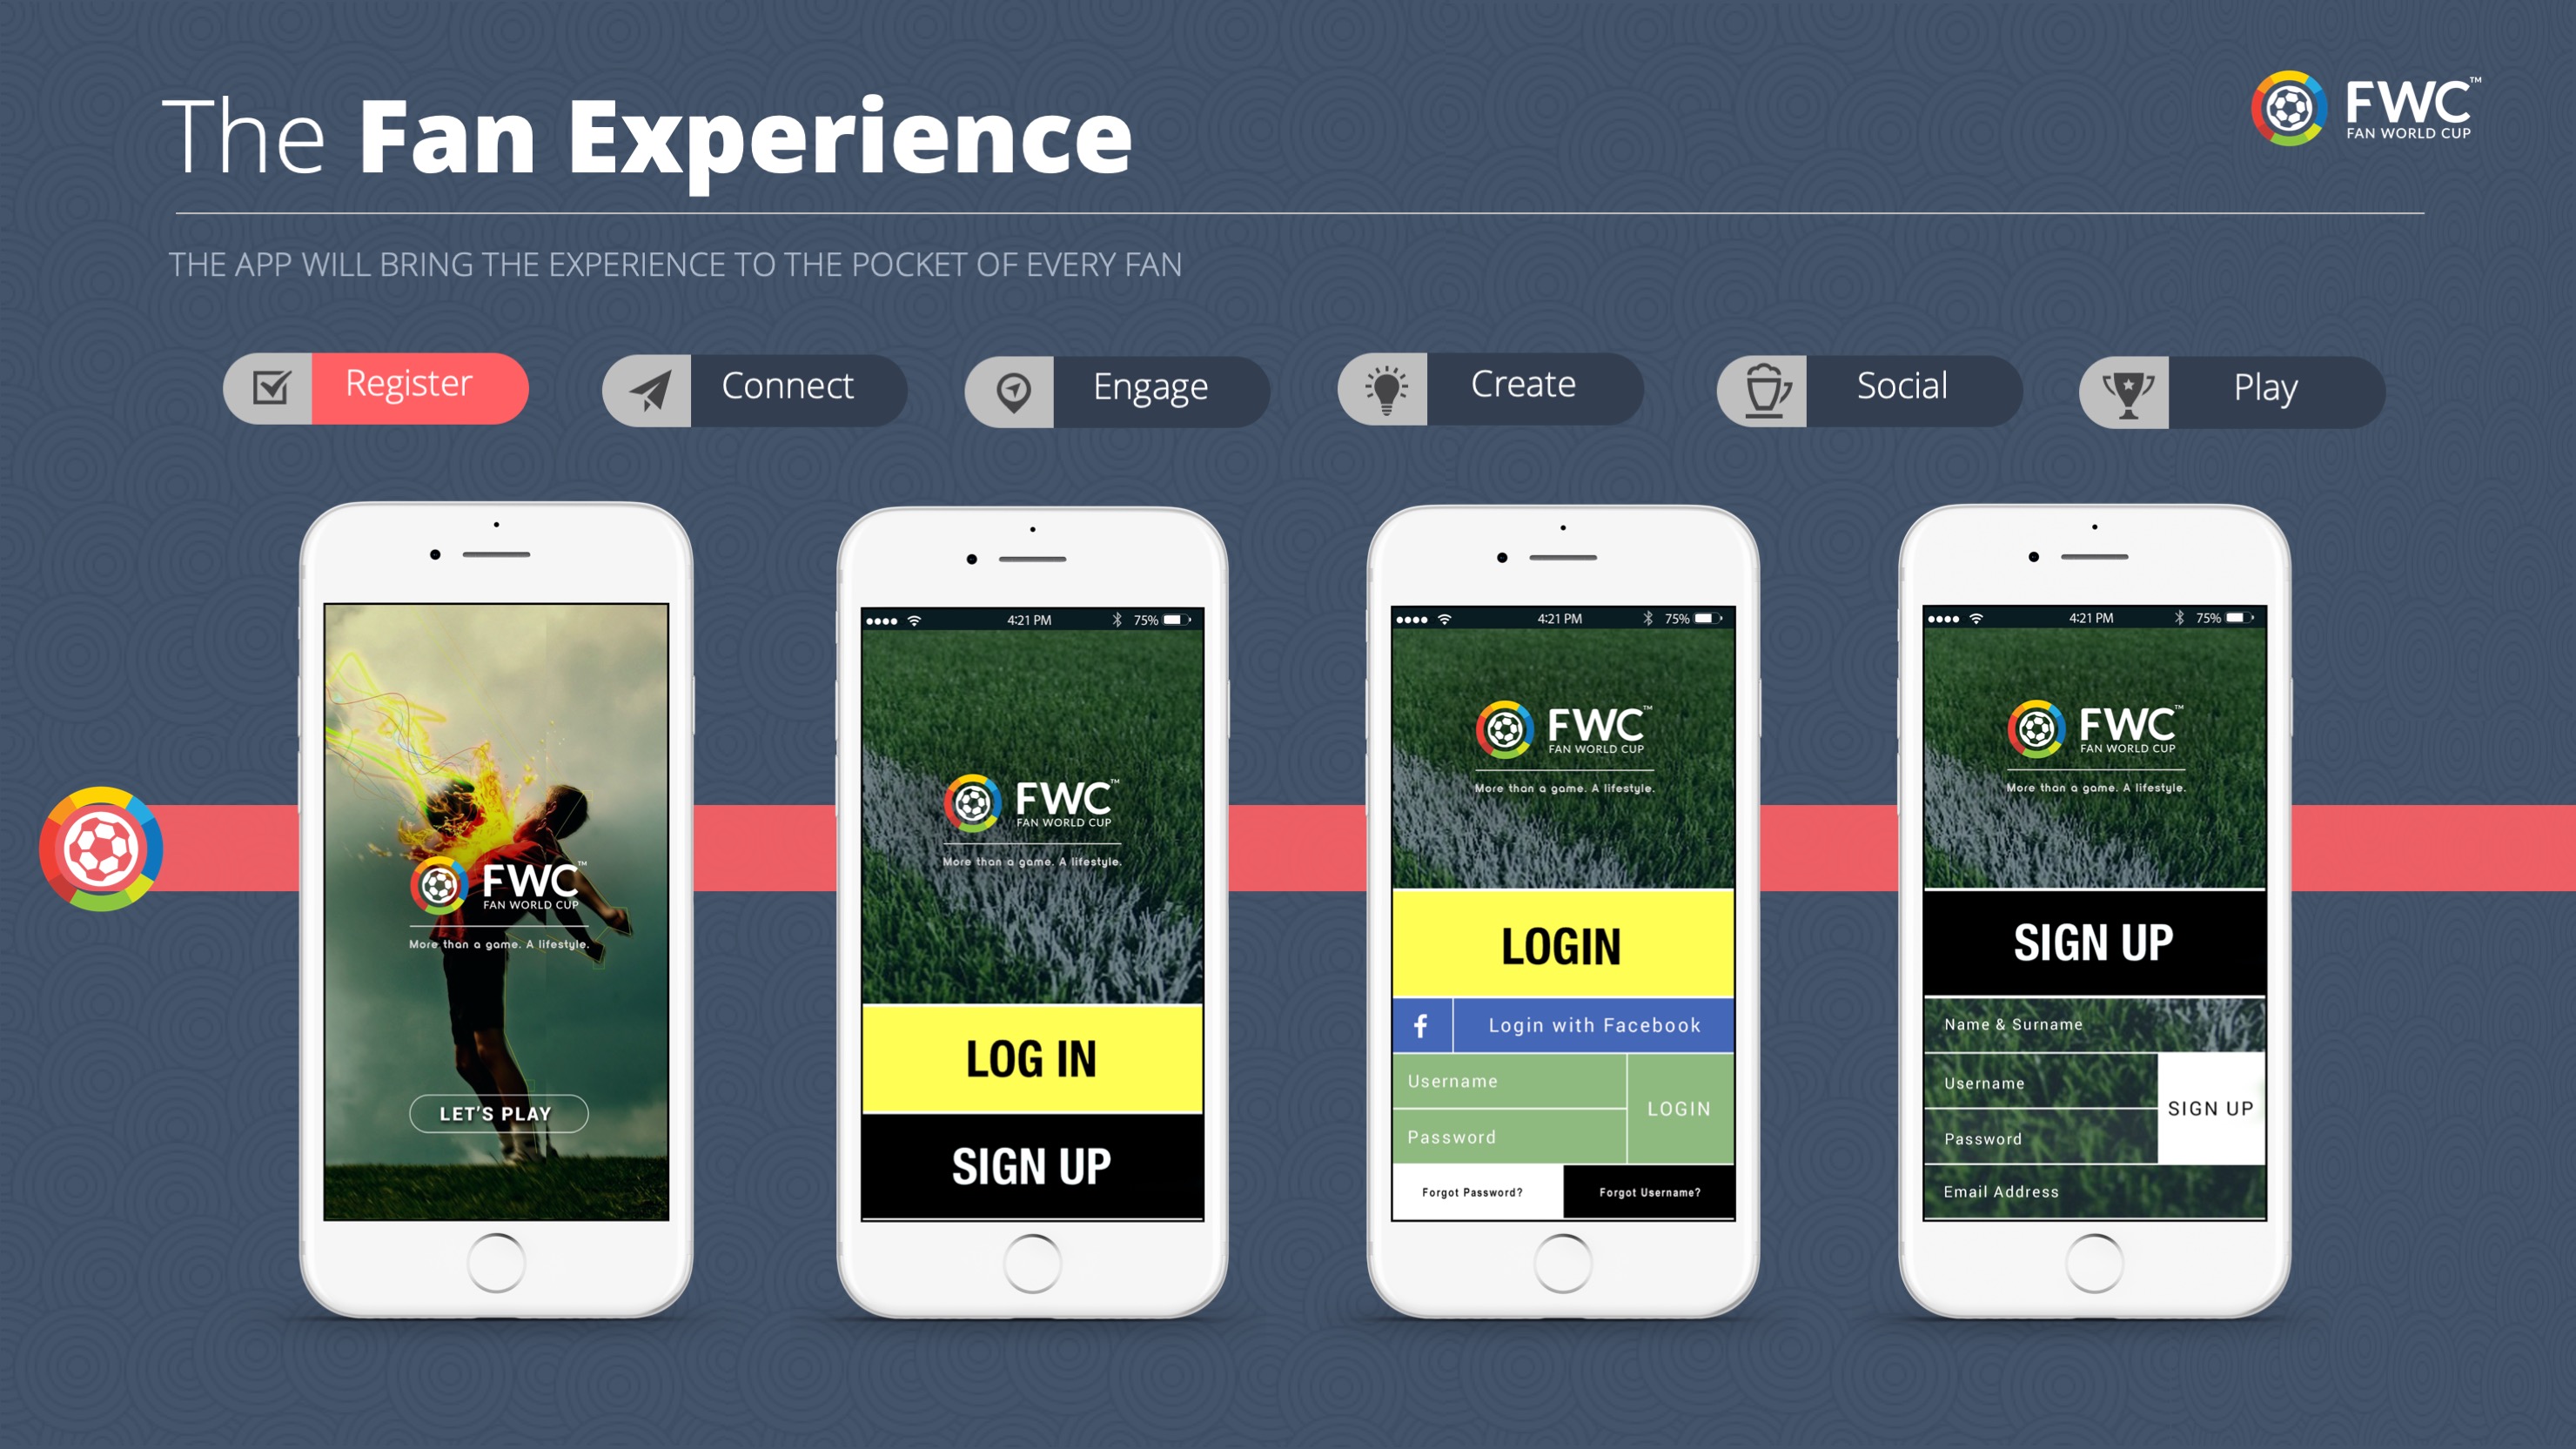 The Fan Experience
FWC™
FAN WORLD CUP
THE APP WILL BRING THE EXPERIENCE TO THE POCKET OF EVERY FAN
Register
Connect
Engage
Create
Social
Play
FWC™
FAN WORLD CUP
More than a game. A lifestyle.
LET'S PLAY
4:21 PM
75%
FWC™
FAN WORLD CUP
More than a game. A lifestyle.
LOG IN
SIGN UP
4:21 PM
75%
FWC™
FAN WORLD CUP
More than a game. A lifestyle.
LOGIN
f
Login with Facebook
Username
Password
LOGIN
Forgot Password?
Forgot Username?
4:21 PM
75%
FWC™
FAN WORLD CUP
More than a game. A lifestyle.
SIGN UP
Name & Surname
Username
Password
SIGN UP
Email Address